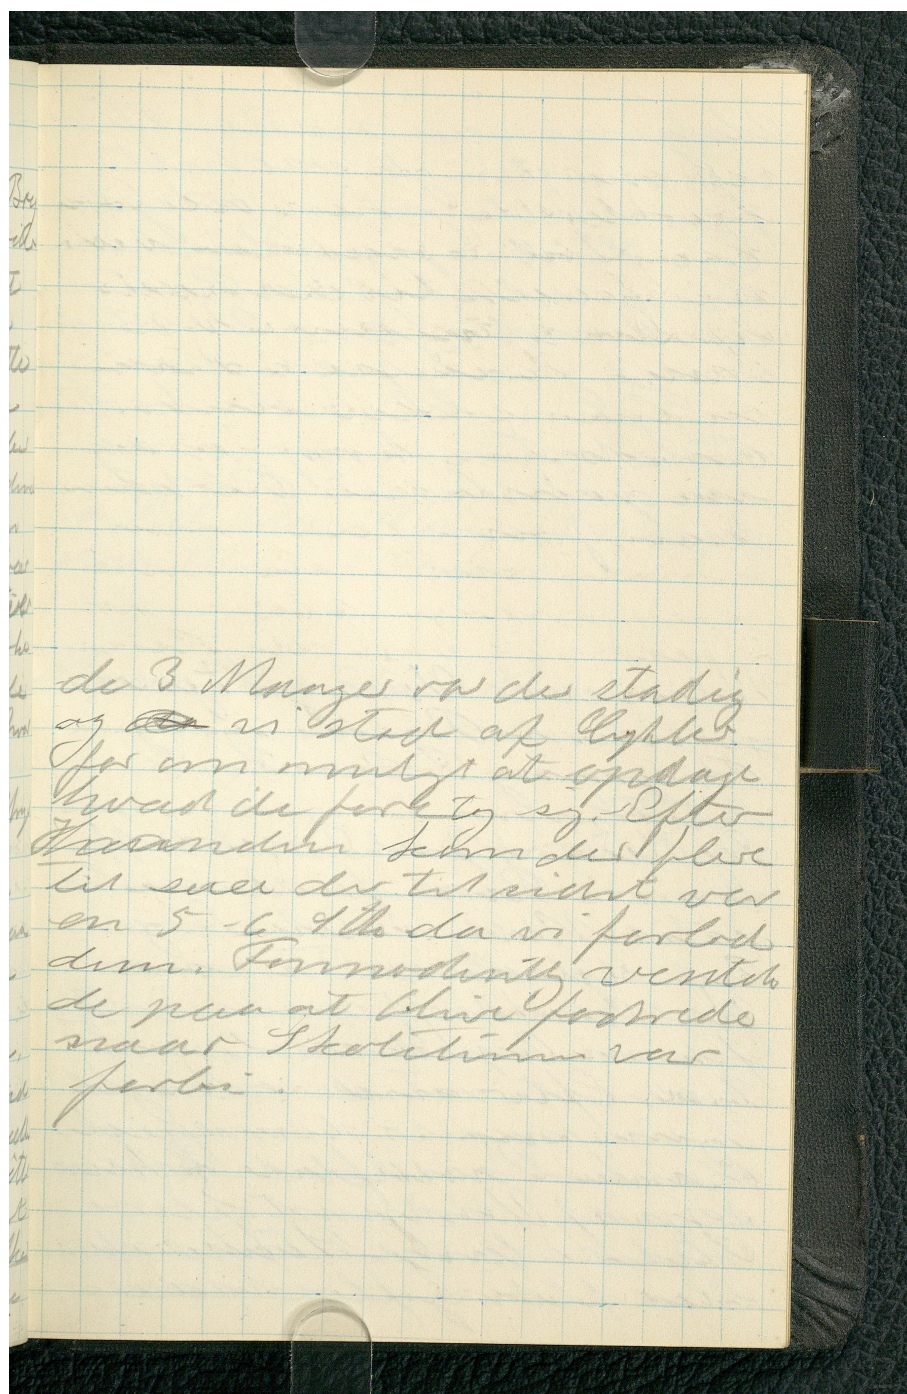 de 3 Maager var der stadig
og vi stod af Cyklen
for om muligt at opdage
hvad de foretog sig. Efter
Haanden kom der flere
til saa der til sidst var
en 5-6 Stk da vi forlod
dem. Formodentlig ventede
de paa at blive fodrede
naar Skoletimen var
forbi.